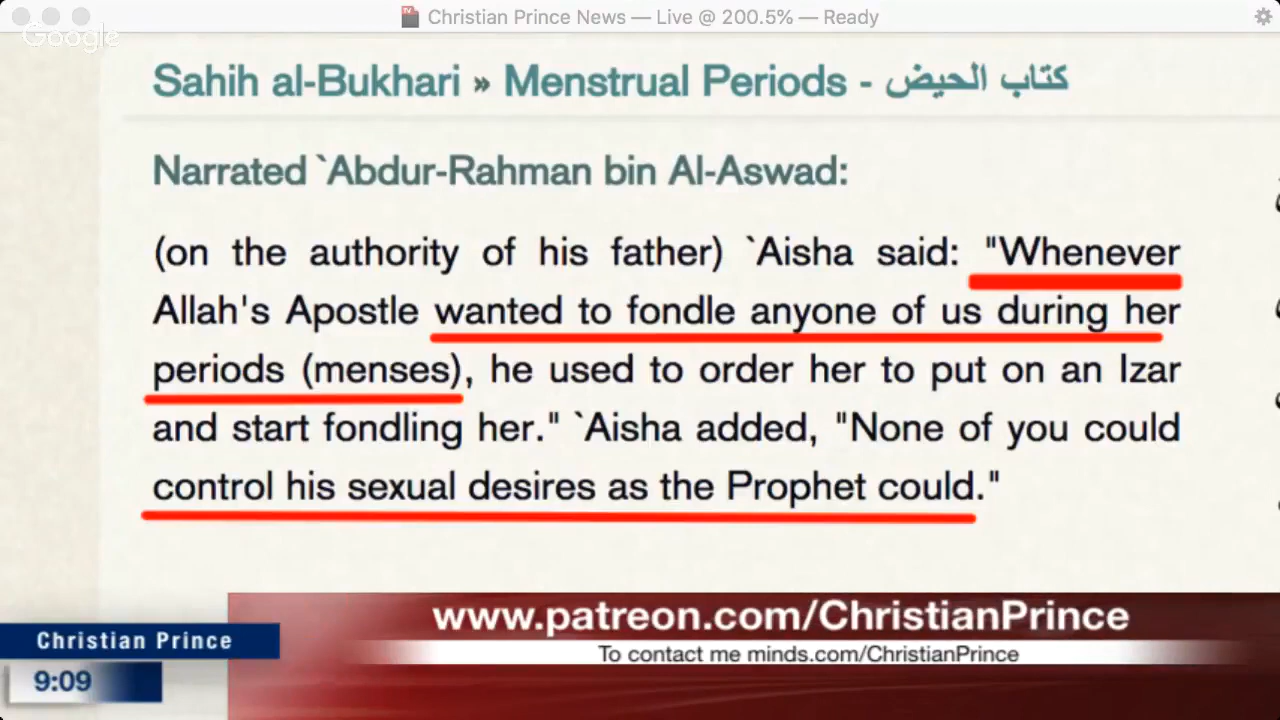 Christian Prince News — Live @ 200.5% — Ready
Google
Sahih al-Bukhari » Menstrual Periods - كتاب الحيض
Narrated `Abdur-Rahman bin Al-Aswad:
(on the authority of his father) `Aisha said: "Whenever
Allah's Apostle wanted to fondle anyone of us during her
periods (menses), he used to order her to put on an Izar
and start fondling her." `Aisha added, "None of you could
control his sexual desires as the Prophet could."
www.patreon.com/ChristianPrince
Christian Prince
To contact me minds.com/ChristianPrince
9:09